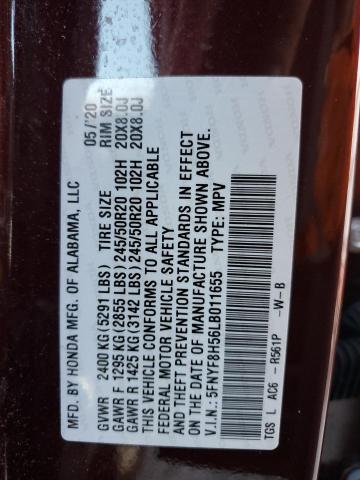 MFD. BY HONDA MFG. OF ALABAMA, LLC 05/'20
GVWR 2400 KG (5291 LBS) TIRE SIZE RIM SIZE
GAWR F 1295 KG (2855 LBS) 245/50R20 102H 20X8.0J
GAWR R 1425 KG (3142 LBS) 245/50R20 102H 20X8.0J
THIS VEHICLE CONFORMS TO ALL APPLICABLE
FEDERAL MOTOR VEHICLE SAFETY
AND THEFT PREVENTION STANDARDS IN EFFECT
ON THE DATE OF MANUFACTURE SHOWN ABOVE.
V.I.N.: 5FNYF8H56LB011655 TYPE: MPV
TGS L AC6 -R561P -W-B